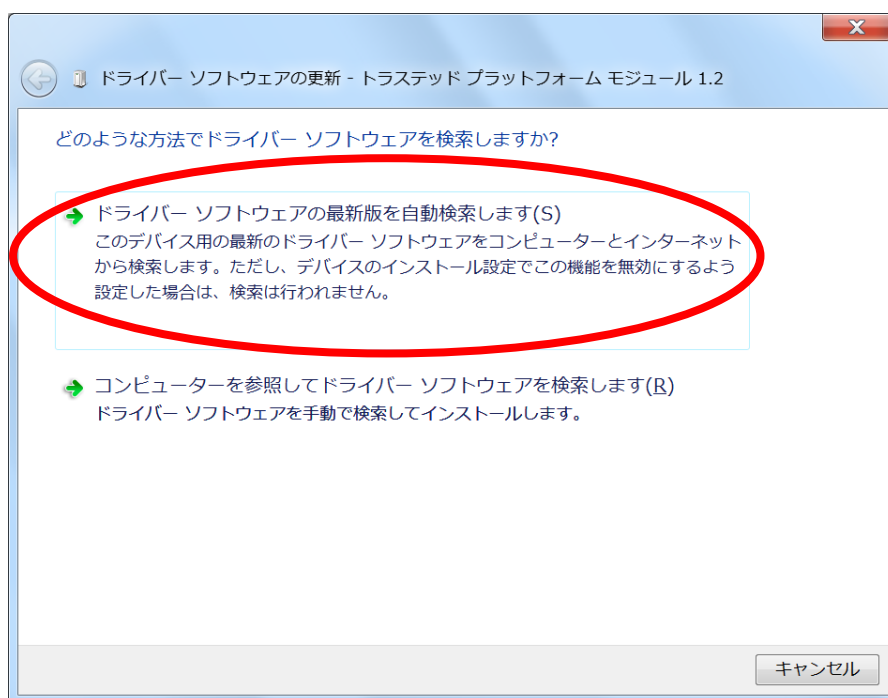 ドライバー ソフトウェアの更新 - トラステッド プラットフォーム モジュール 1.2
どのような方法でドライバー ソフトウェアを検索しますか?
ドライバー ソフトウェアの最新版を自動検索します(S)
このデバイス用の最新のドライバー ソフトウェアをコンピューターとインターネット
から検索します。ただし、デバイスのインストール設定でこの機能を無効にするよう
設定した場合は、検索は行われません。
コンピューターを参照してドライバー ソフトウェアを検索します(R)
ドライバー ソフトウェアを手動で検索してインストールします。
キャンセル